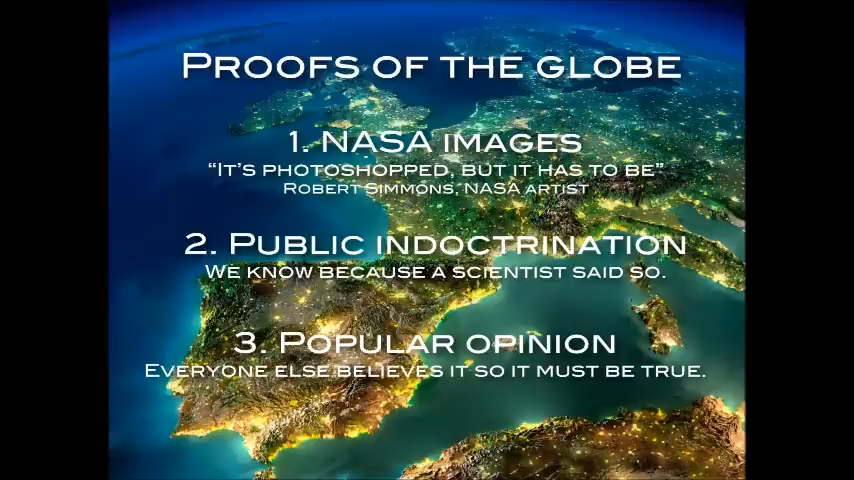 PROOFS OF THE GLOBE
1. NASA IMAGES
"IT'S PHOTOSHOPPED, BUT IT HAS TO BE"
ROBERT SIMMONS, NASA ARTIST
2. PUBLIC INDOCTRINATION
WE KNOW BECAUSE A SCIENTIST SAID SO.
3. POPULAR OPINION
EVERYONE ELSE BELIEVES IT SO IT MUST BE TRUE.